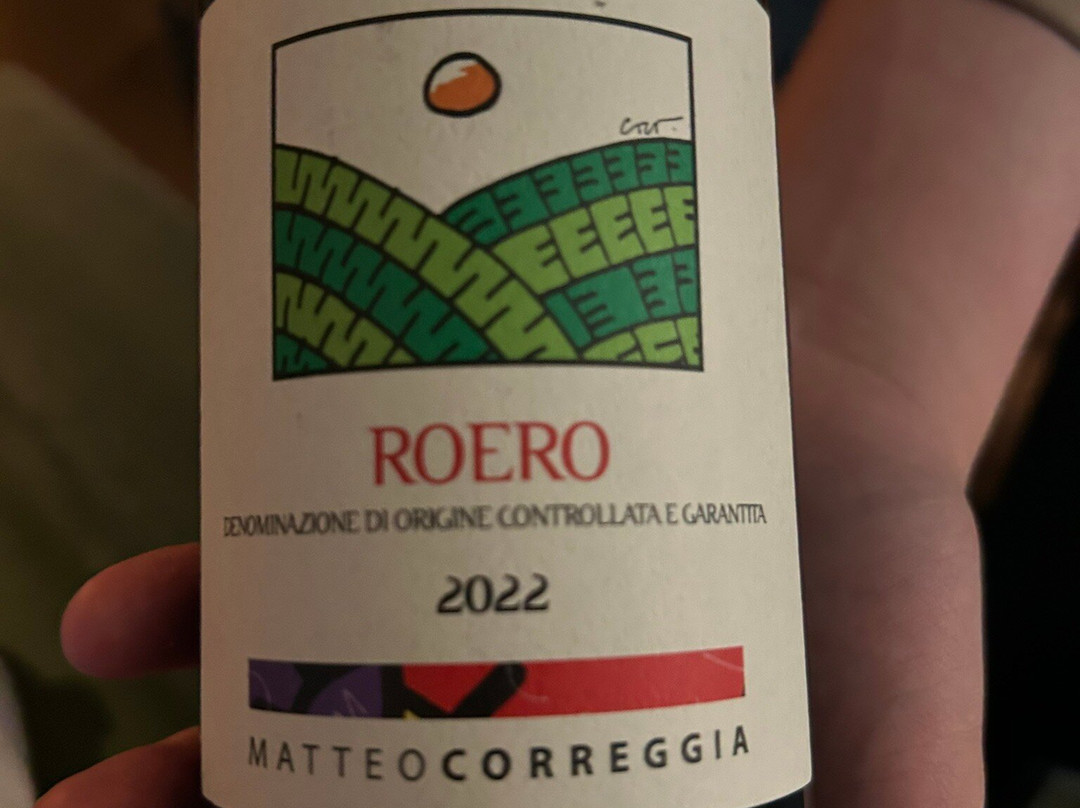 ROERO
DENOMINAZIONE DI ORIGINE CONTROLLATA E GARANTITA
2022
MATTEOCORREGGIA